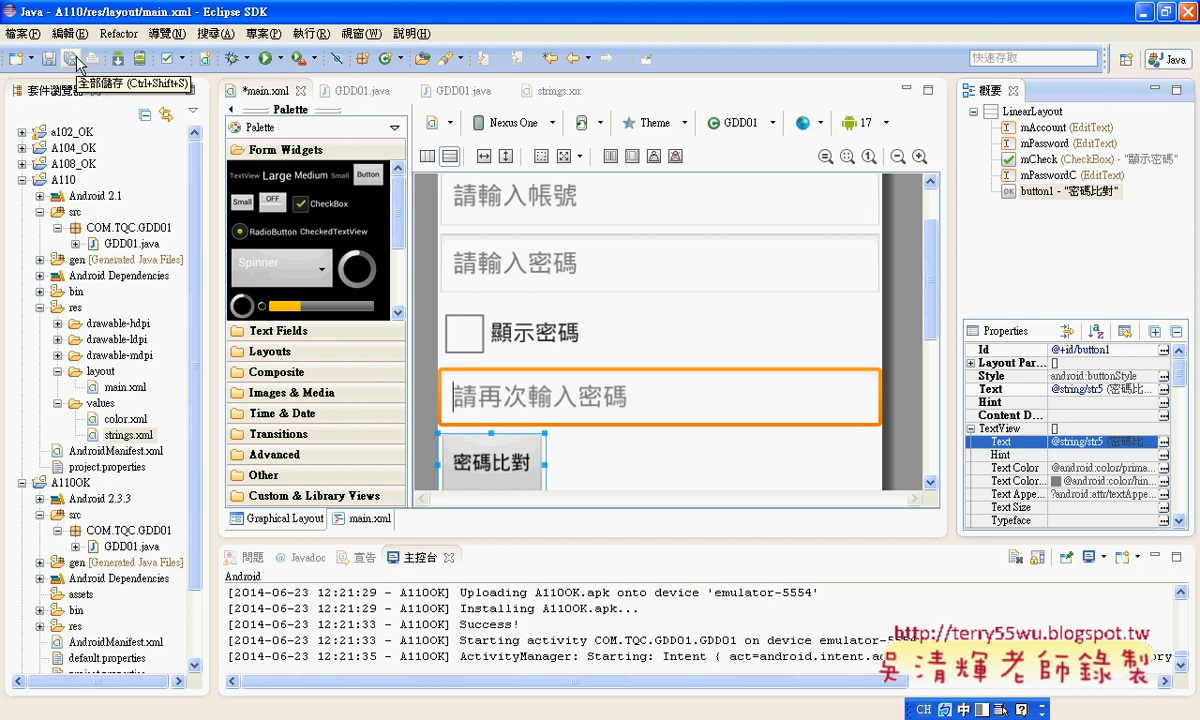 Java - A110/res/layout/main.xml - Eclipse SDK
檔案(F) 編輯(E) Refactor 導覽(N) 搜尋(A) 專案(P) 執行(R) 視窗(W) 說明(H)
快速存取
Java
全部儲存 (Ctrl+Shift+S)
套件瀏覽器
a102_OK
A104_OK
A108_OK
A110
Android 2.1
src
COM.TQC.GDD01
GDD01.java
gen [Generated Java Files]
Android Dependencies
bin
res
drawable-hdpi
drawable-ldpi
drawable-mdpi
layout
main.xml
values
color.xml
strings.xml
AndroidManifest.xml
project.properties
A110OK
Android 2.3.3
src
COM.TQC.GDD01
GDD01.java
gen [Generated Java Files]
Android Dependencies
assets
bin
res
AndroidManifest.xml
default.properties
*main.xml GDD01.java GDD01.java strings.xml
Palette
Palette
Form Widgets
TextView Large Medium Small Button
Small OFF CheckBox
RadioButton CheckedTextView
Spinner
Text Fields
Layouts
Composite
Images & Media
Time & Date
Transitions
Advanced
Other
Custom & Library Views
Graphical Layout main.xml
Nexus One Theme GDD01 17
請輸入帳號
請輸入密碼
顯示密碼
請再次輸入密碼
密碼比對
概要
LinearLayout
mAccount (EditText)
mPassword (EditText)
mCheck (CheckBox) - "顯示密碼"
mPasswordC (EditText)
button1 - "密碼比對"
Properties
Id @+id/button1
Layout Par... []
Style android:buttonStyle
Text @string/str5 (密碼比...
Hint
Content D...
TextView []
Text @string/str5 (密碼比
Hint
Text Color @android:color/prima...
Text Color... @android:color/hin...
Text Appe... ?android:attr/textAppe...
Text Size
Typeface
問題 @ Javadoc 宣告 主控台
Android
[2014-06-23 12:21:29 - A110OK] Uploading A110OK.apk onto device 'emulator-5554'
[2014-06-23 12:21:29 - A110OK] Installing A110OK.apk...
[2014-06-23 12:21:33 - A110OK] Success!
[2014-06-23 12:21:33 - A110OK] Starting activity COM.TQC.GDD01.GDD01 on device emulator-5554
[2014-06-23 12:21:35 - A110OK] ActivityManager: Starting: Intent { act=android.intent.ac
http://terry55wu.blogspot.tw
吳清輝老師錄製
CH 中